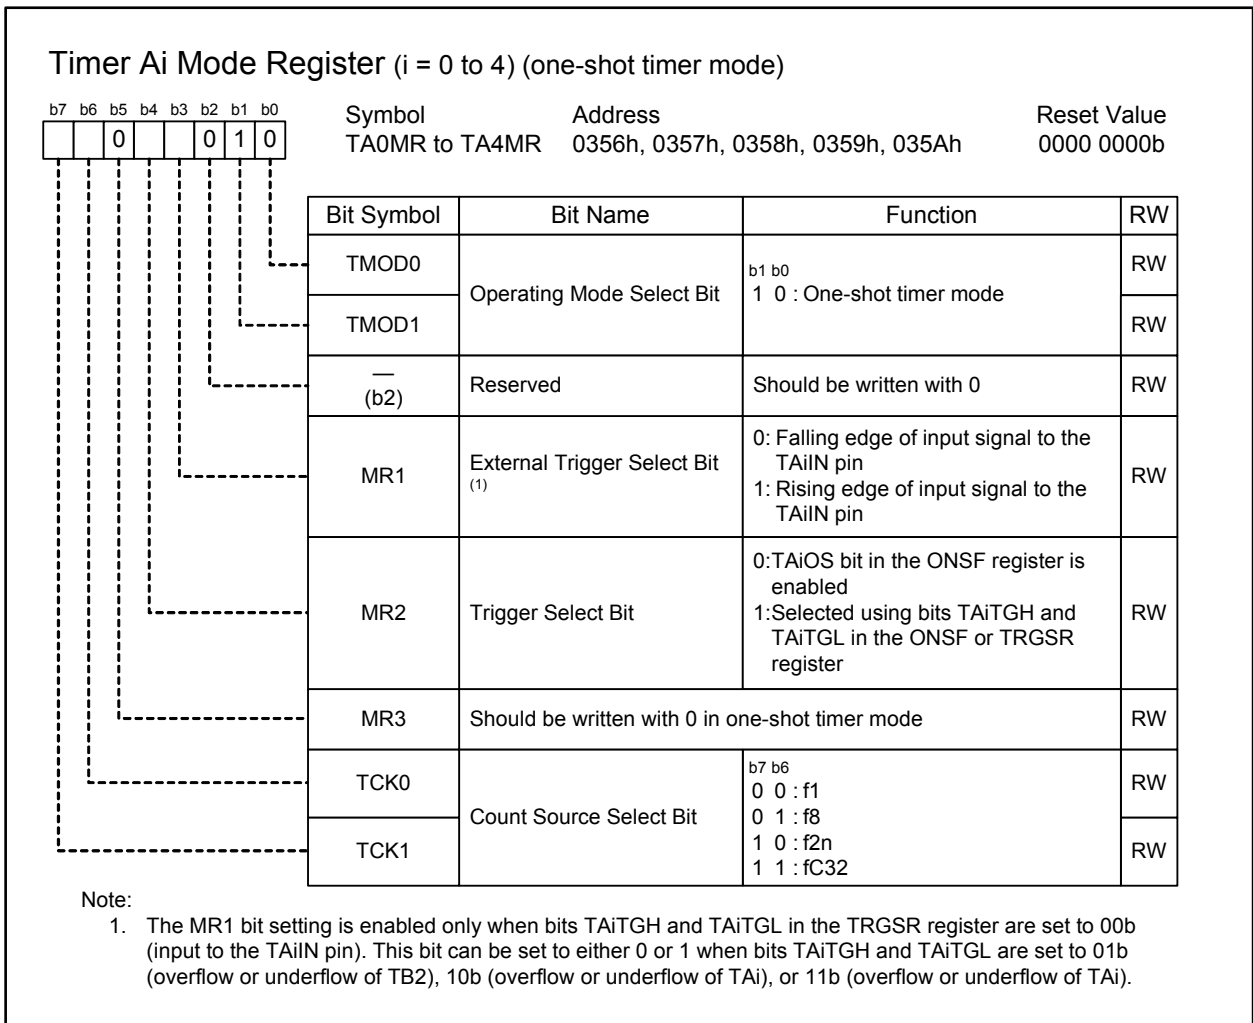 Timer Ai Mode Register (i = 0 to 4) (one-shot timer mode)
b7 b6 b5 b4 b3 b2 b1 b0
0 0 1 0
Symbol Address Reset Value
TA0MR to TA4MR 0356h, 0357h, 0358h, 0359h, 035Ah 0000 0000b
Bit Symbol Bit Name Function RW
TMOD0 RW
Operating Mode Select Bit
b1 b0
1 0 : One-shot timer mode
TMOD1 RW
—
(b2)
Reserved Should be written with 0 RW
MR1
External Trigger Select Bit
(1)
0: Falling edge of input signal to the
TAiIN pin
1: Rising edge of input signal to the
TAiIN pin
RW
MR2 Trigger Select Bit
0:TAiOS bit in the ONSF register is
enabled
1:Selected using bits TAiTGH and
TAiTGL in the ONSF or TRGSR
register
RW
MR3 Should be written with 0 in one-shot timer mode RW
TCK0 RW
Count Source Select Bit
b7 b6
0 0 : f1
0 1 : f8
1 0 : f2n
1 1 : fC32
TCK1 RW
Note:
1. The MR1 bit setting is enabled only when bits TAiTGH and TAiTGL in the TRGSR register are set to 00b
(input to the TAiIN pin). This bit can be set to either 0 or 1 when bits TAiTGH and TAiTGL are set to 01b
(overflow or underflow of TB2), 10b (overflow or underflow of TAi), or 11b (overflow or underflow of TAi).